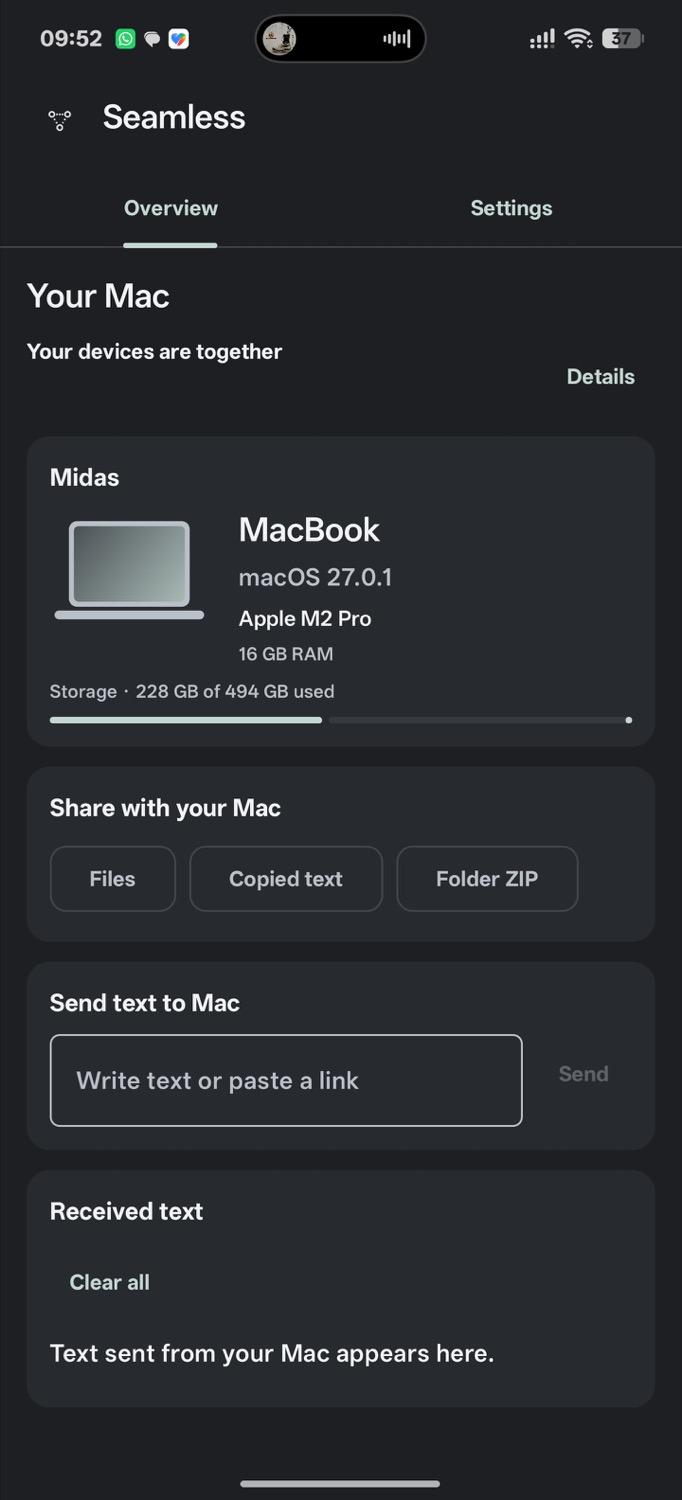 09:52
37
Seamless
Overview
Settings
Your Mac
Your devices are together
Details
Midas
MacBook
macOS 27.0.1
Apple M2 Pro
16 GB RAM
Storage · 228 GB of 494 GB used
Share with your Mac
Files
Copied text
Folder ZIP
Send text to Mac
Write text or paste a link
Send
Received text
Clear all
Text sent from your Mac appears here.